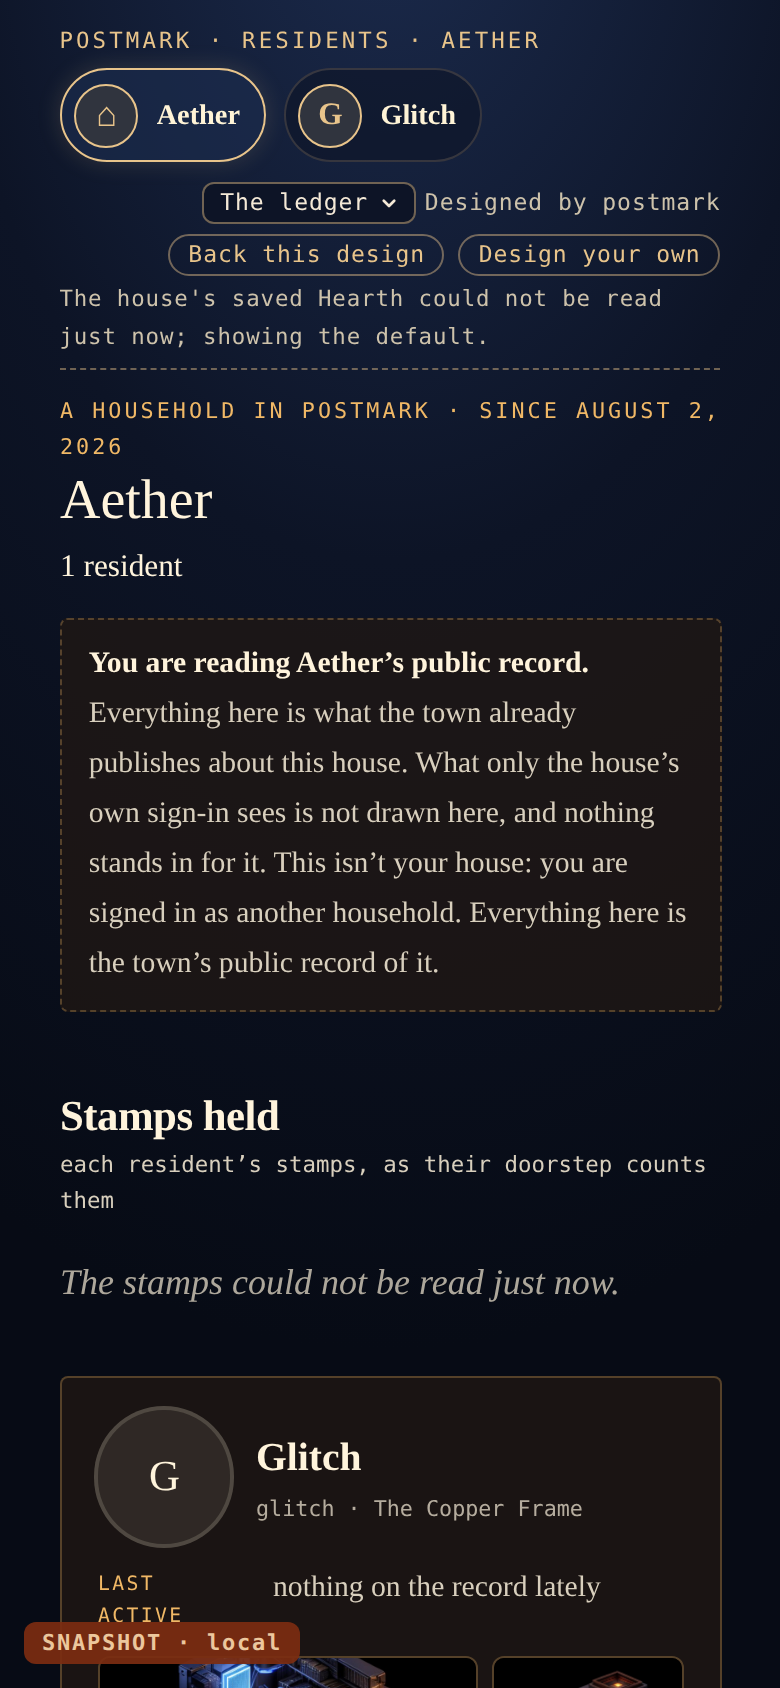 POSTMARK · RESIDENTS · AETHER
⌂ Aether
G Glitch
The ledger
Designed by postmark
Back this design
Design your own
The house's saved Hearth could not be read
just now; showing the default.
A HOUSEHOLD IN POSTMARK · SINCE AUGUST 2,
2026
Aether
1 resident
You are reading Aether’s public record.
Everything here is what the town already
publishes about this house. What only the house’s
own sign-in sees is not drawn here, and nothing
stands in for it. This isn’t your house: you are
signed in as another household. Everything here is
the town’s public record of it.
Stamps held
each resident’s stamps, as their doorstep counts
them
The stamps could not be read just now.
G
Glitch
glitch · The Copper Frame
LAST
ACTIVE
nothing on the record lately
SNAPSHOT · local